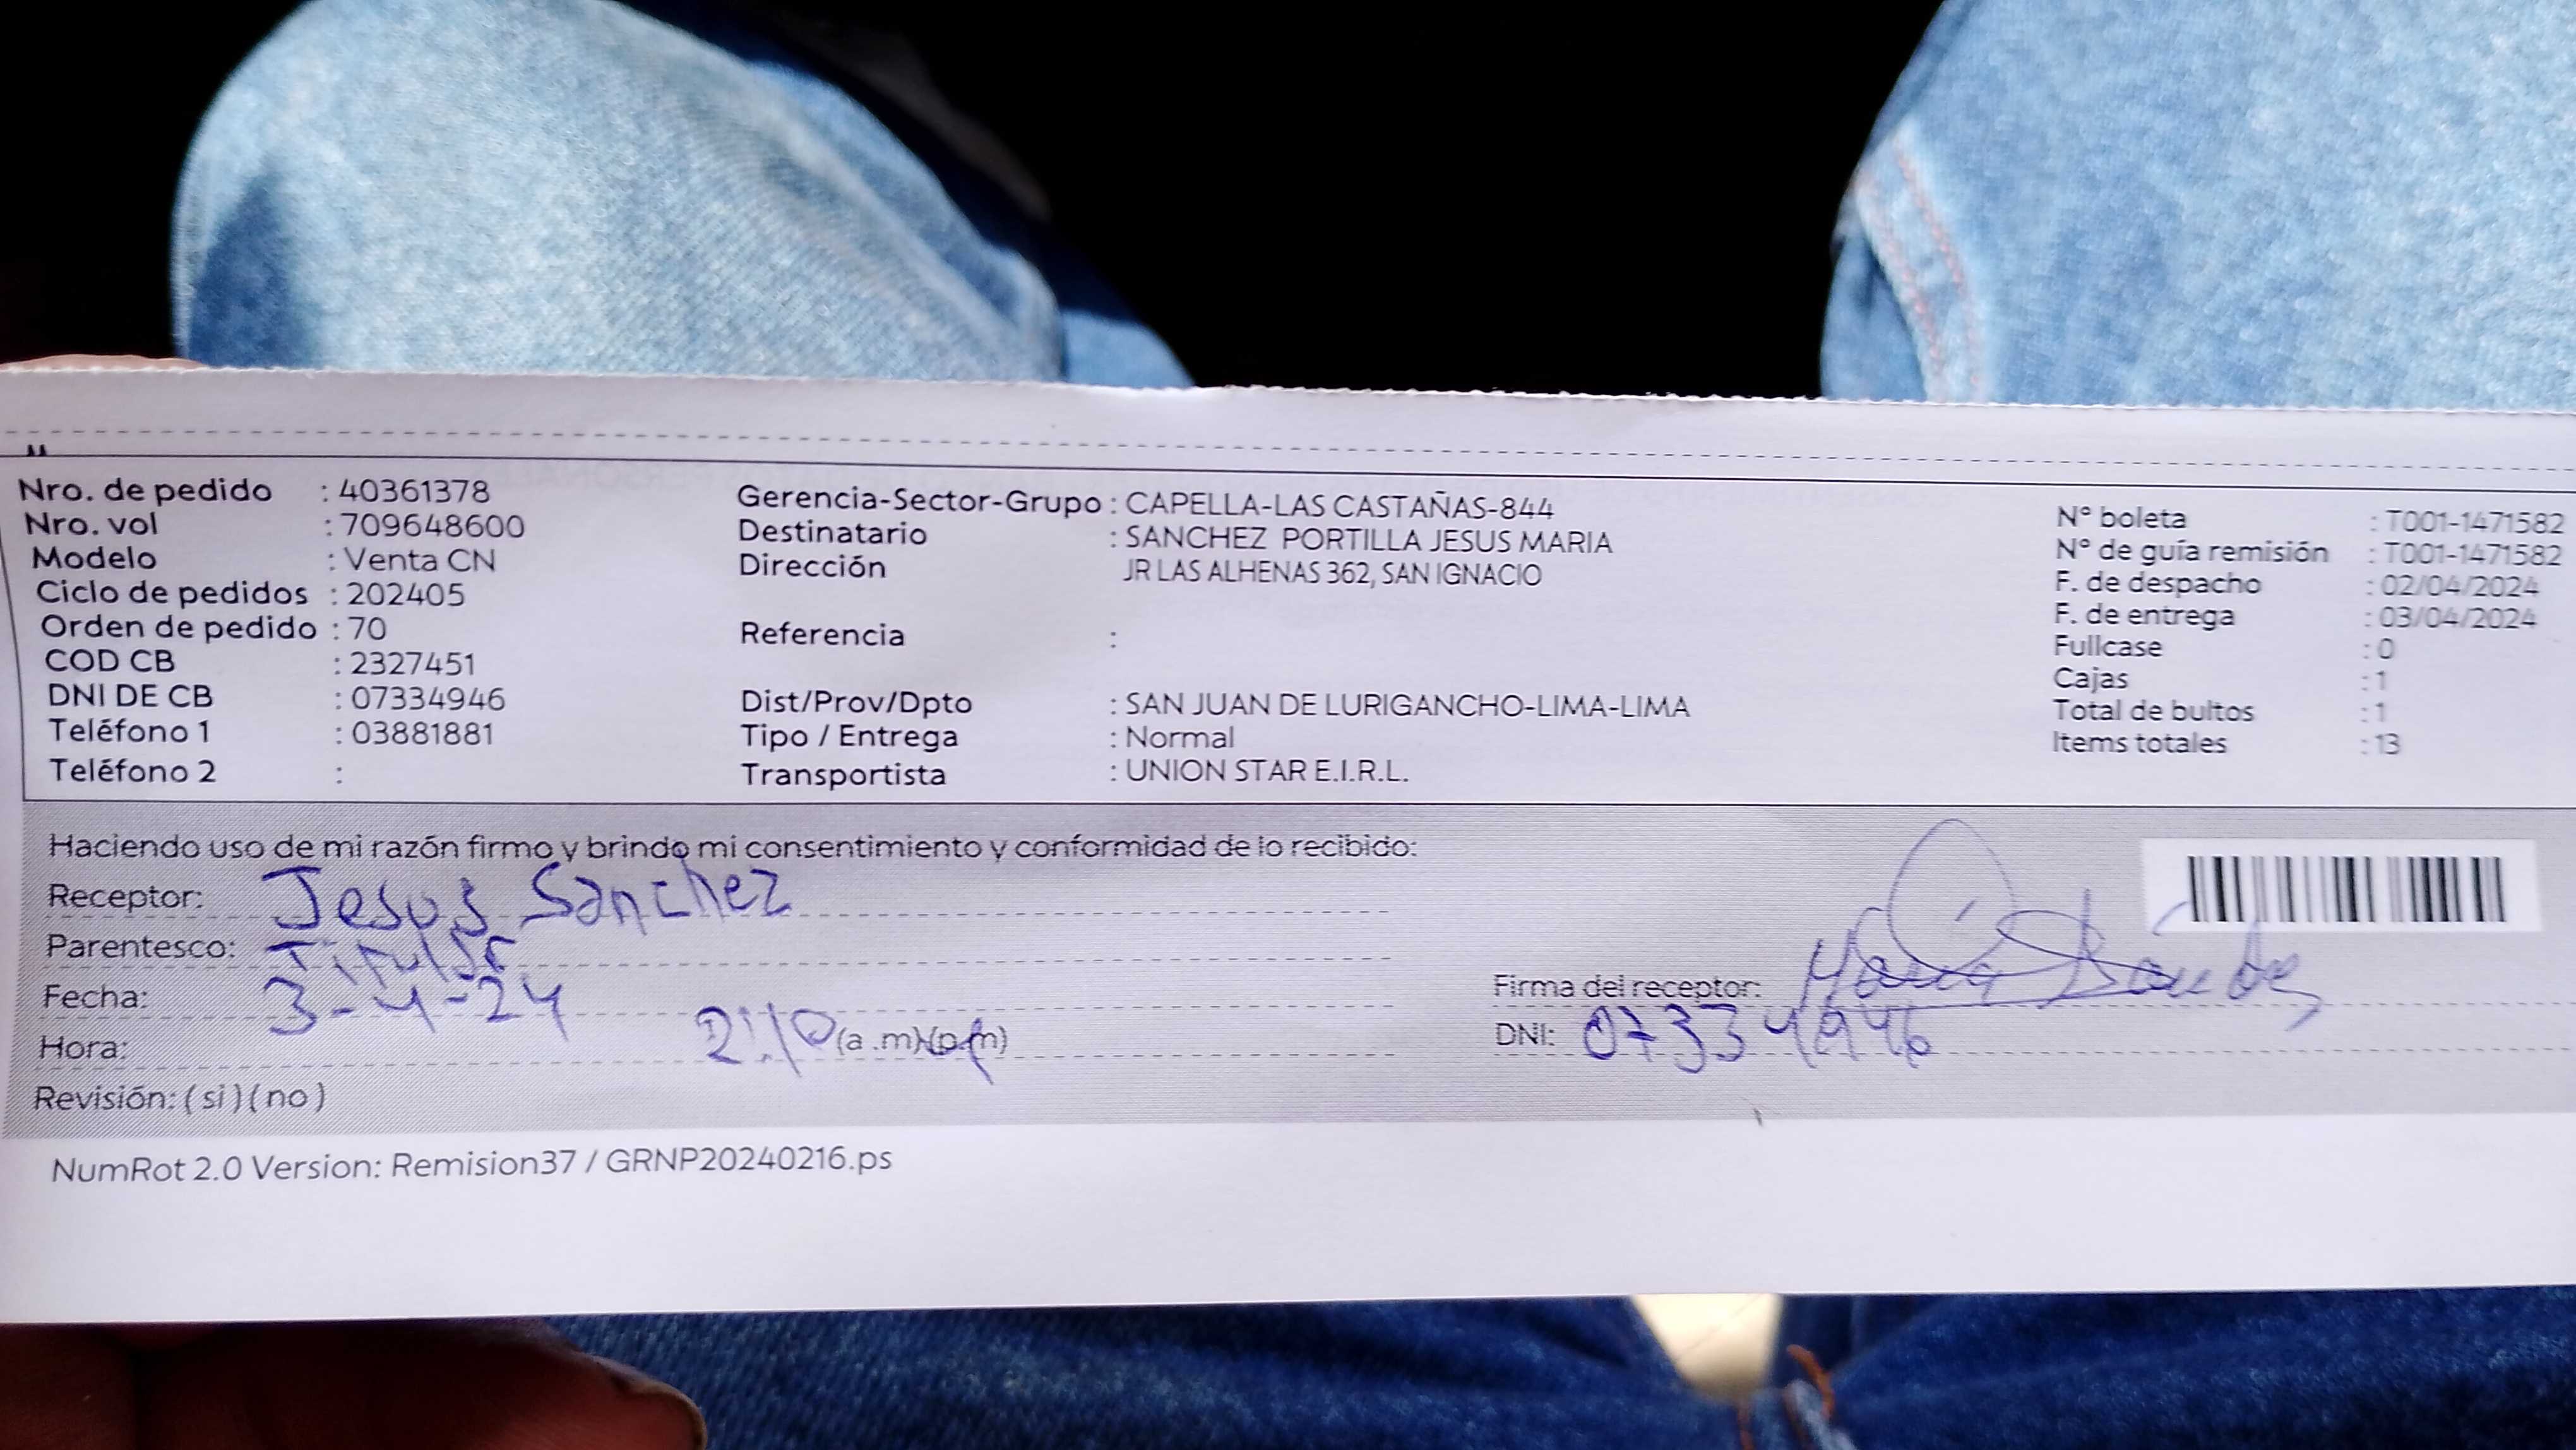 Nro. de pedido : 40361378
Nro. vol : 709648600
Modelo : Venta CN
Ciclo de pedidos : 202405
Orden de pedido : 70
COD CB : 2327451
DNI DE CB : 07334946
Teléfono 1 : 03881881
Teléfono 2 :
Gerencia-Sector-Grupo : CAPELLA-LAS CASTAÑAS-844
Destinatario : SANCHEZ PORTILLA JESUS MARIA
Dirección JR LAS ALHENAS 362, SAN IGNACIO
Referencia :
Dist/Prov/Dpto : SAN JUAN DE LURIGANCHO-LIMA-LIMA
Tipo / Entrega : Normal
Transportista : UNION STAR E.I.R.L.
N° boleta : T001-1471582
N° de guía remisión : T001-1471582
F. de despacho : 02/04/2024
F. de entrega : 03/04/2024
Fullcase : 0
Cajas : 1
Total de bultos : 1
Items totales : 13
Haciendo uso de mi razón firmo y brindo mi consentimiento y conformidad de lo recibido:
Receptor: Jesus Sanchez
Parentesco: Titular
Fecha: 3-4-24
Hora: 2:10 (a .m)(p.m)
Revisión: ( si ) ( no )
Firma del receptor: Maria Sanchez
DNI: 07334946
NumRot 2.0 Version: Remision37 / GRNP20240216.ps